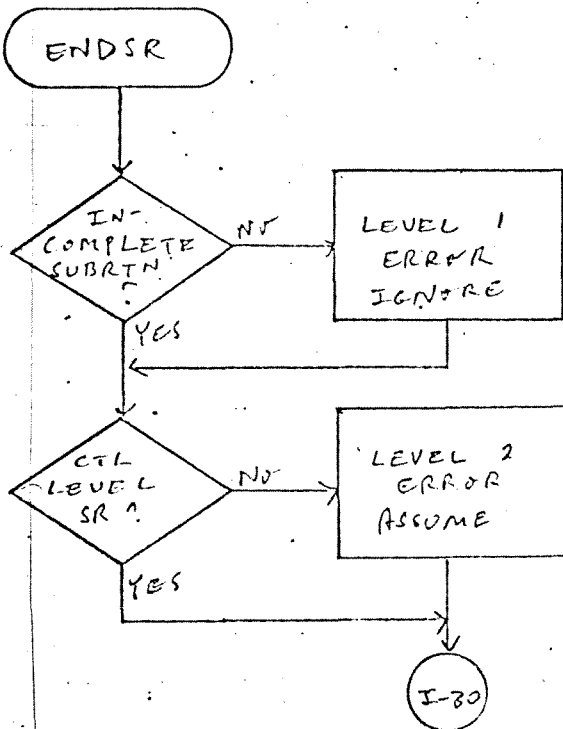 ENDSR
IN-
COMPLETE
SUBRTN
?
NO
LEVEL 1
ERROR
IGNORE
YES
CTL
LEVEL
SR ?
NO
LEVEL 2
ERROR
ASSUME
YES
I-30